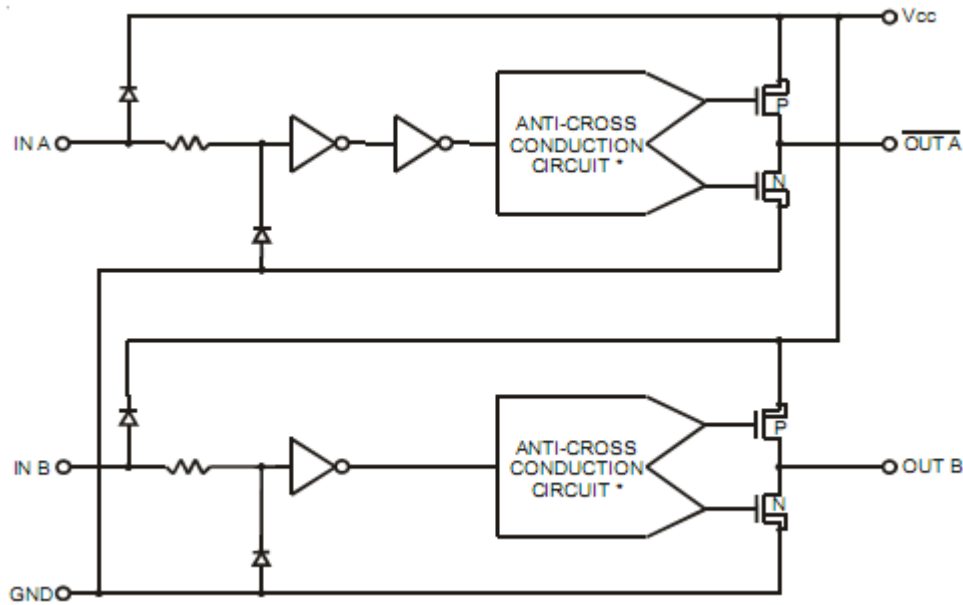 Vcc
P
IN A
ANTI-CROSS
CONDUCTION
CIRCUIT *
OUT A
N
P
IN B
ANTI-CROSS
CONDUCTION
CIRCUIT *
OUT B
N
GND